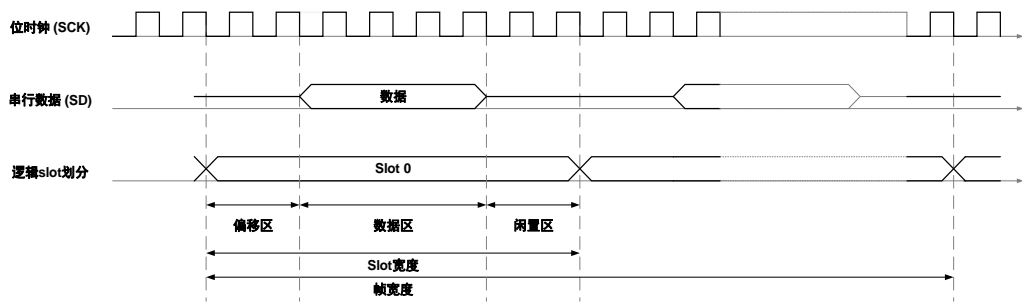 位时钟 (SCK)
串行数据 (SD)
数据
逻辑slot划分
Slot 0
偏移区
数据区
闲置区
Slot宽度
帧宽度